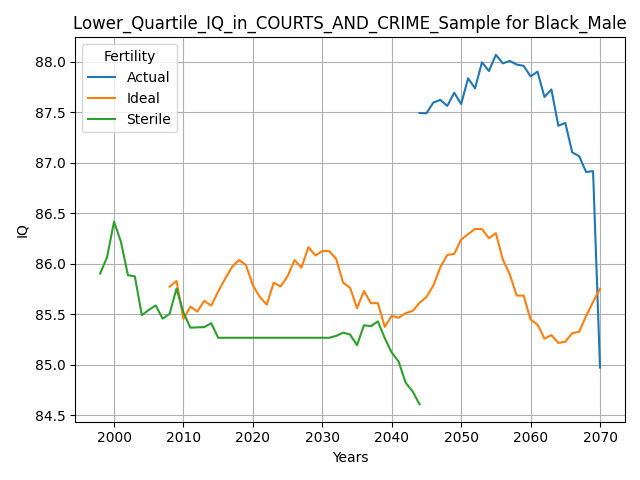 Lower_Quartile_IQ_in_COURTS_AND_CRIME_Sample for Black_Male
Fertility
Actual
Ideal
Sterile
88.0
87.5
87.0
86.5
86.0
85.5
85.0
84.5
IQ
2000 2010 2020 2030 2040 2050 2060 2070
Years